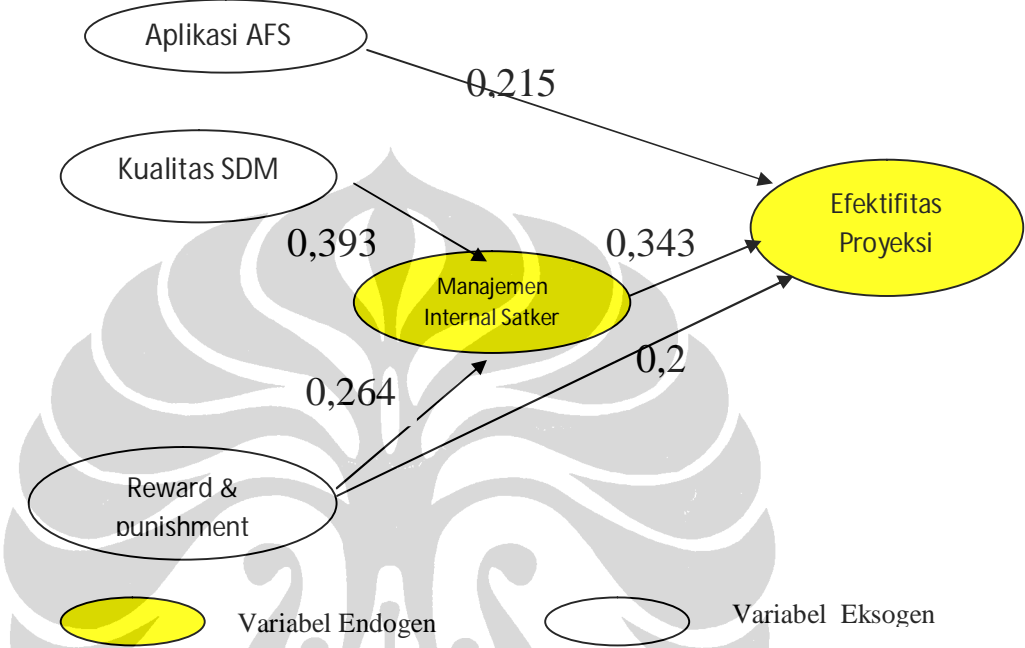 Aplikasi AFS
0,215
Kualitas SDM
Efektifitas
Proyeksi
0,393
0,343
Manajemen
Internal Satker
0,2
0,264
Reward &
punishment
Variabel Endogen
Variabel Eksogen